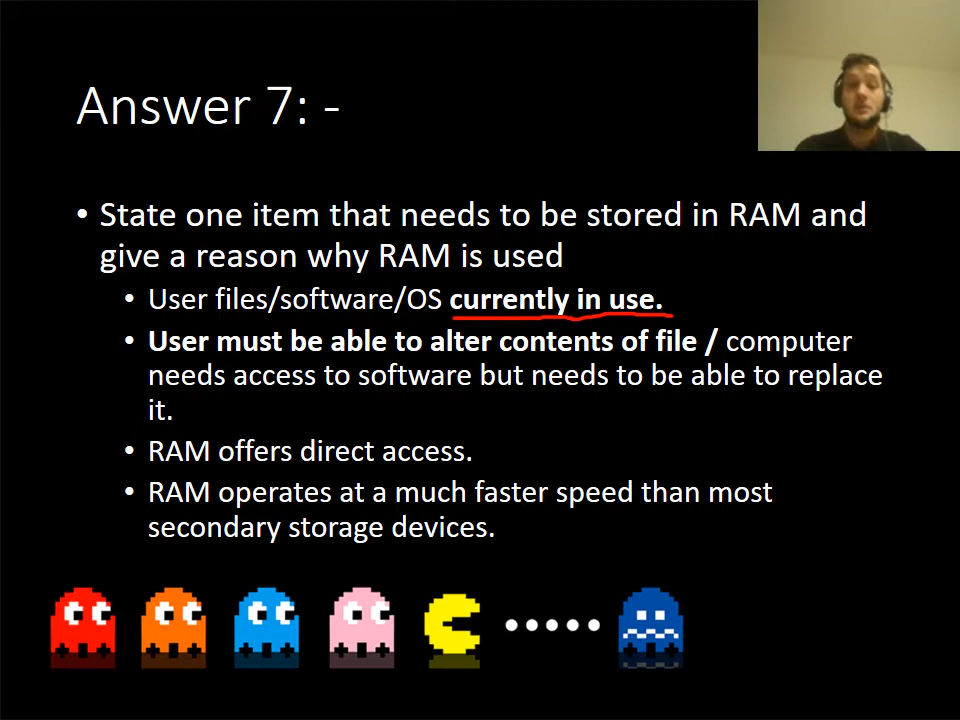 Answer 7: -
• State one item that needs to be stored in RAM and
give a reason why RAM is used
• User files/software/OS currently in use.
• User must be able to alter contents of file / computer
needs access to software but needs to be able to replace
it.
• RAM offers direct access.
• RAM operates at a much faster speed than most
secondary storage devices.